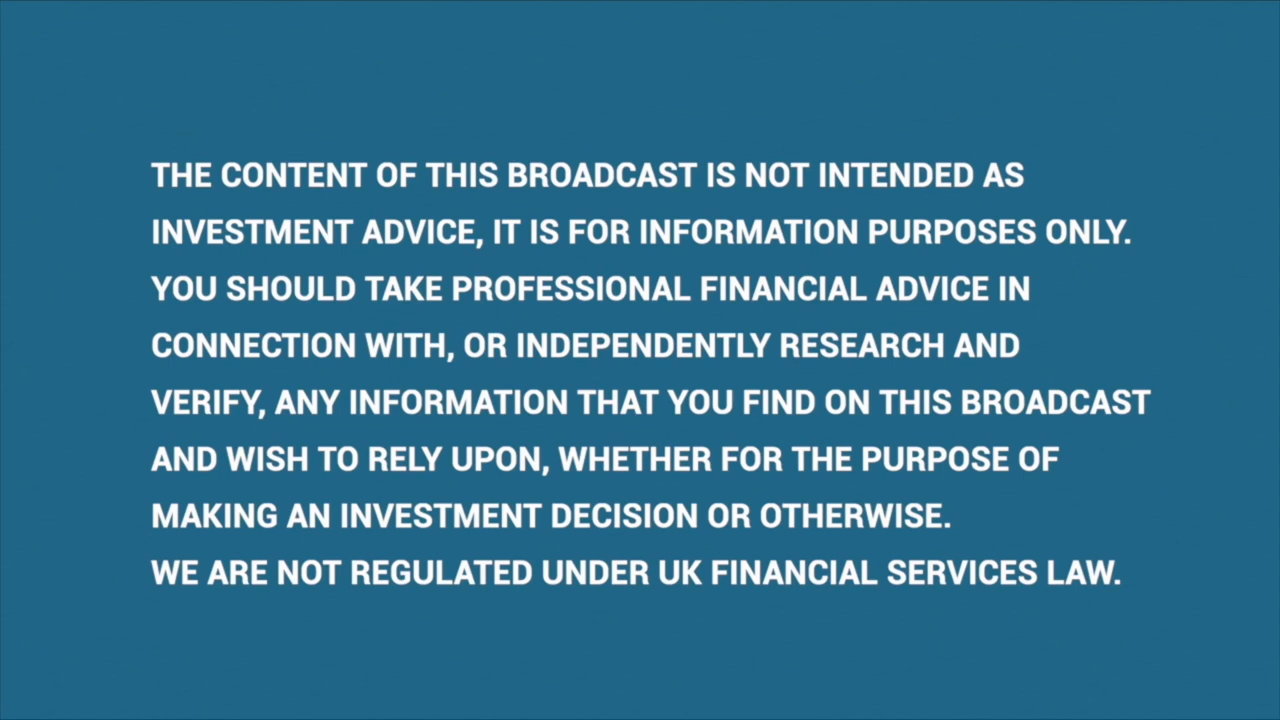 THE CONTENT OF THIS BROADCAST IS NOT INTENDED AS
INVESTMENT ADVICE, IT IS FOR INFORMATION PURPOSES ONLY.
YOU SHOULD TAKE PROFESSIONAL FINANCIAL ADVICE IN
CONNECTION WITH, OR INDEPENDENTLY RESEARCH AND
VERIFY, ANY INFORMATION THAT YOU FIND ON THIS BROADCAST
AND WISH TO RELY UPON, WHETHER FOR THE PURPOSE OF
MAKING AN INVESTMENT DECISION OR OTHERWISE.
WE ARE NOT REGULATED UNDER UK FINANCIAL SERVICES LAW.